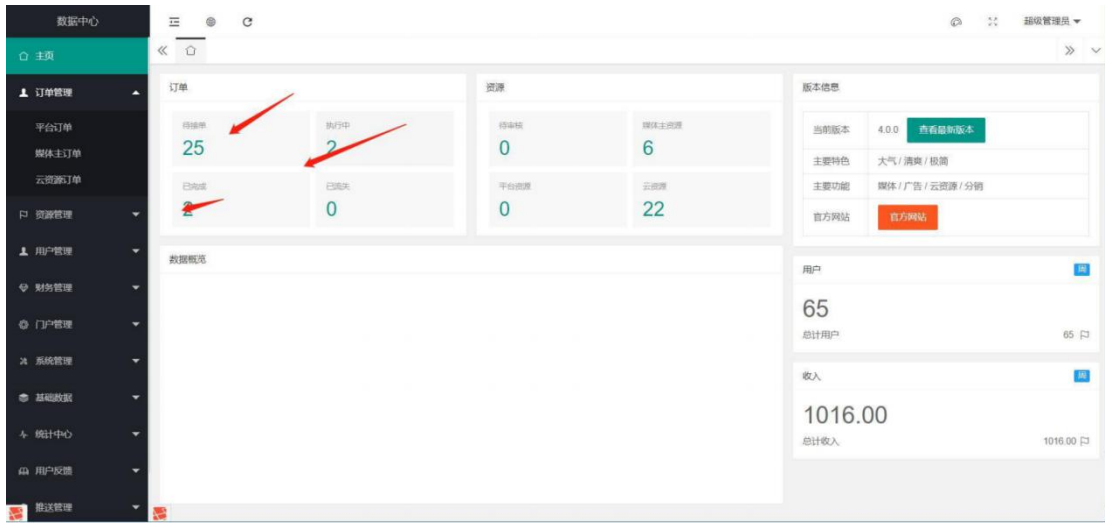 数据中心
超级管理员
主页
订单管理
平台订单
媒体主订单
云资源订单
资源管理
用户管理
财务管理
门户管理
系统管理
基础数据
统计中心
用户反馈
推送管理
订单
待接单
25
执行中
2
已完成
2
已流失
0
资源
待审核
0
媒体主资源
6
平台资源
0
云资源
22
数据概览
版本信息
当前版本 4.0.0 查看最新版本
主要特色 大气 / 清爽 / 极简
主要功能 媒体 / 广告 / 云资源 / 分销
官方网站 官方网站
用户 周
65
总计用户 65
收入 周
1016.00
总计收入 1016.00